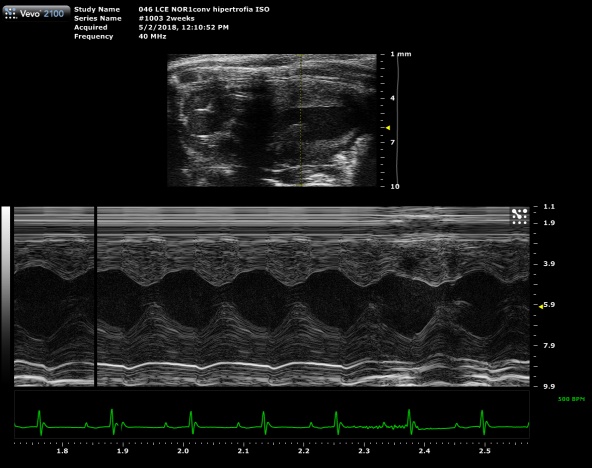 Vevo 2100
Study Name 046 LCE NOR1conv hipertrofia ISO
Series Name #1003 2weeks
Acquired 5/2/2018, 12:10:52 PM
Frequency 40 MHz
1 mm
4
7
10
1.1
1.9
3.9
5.9
7.9
9.9
500 BPM
1.8 1.9 2.0 2.1 2.2 2.3 2.4 2.5